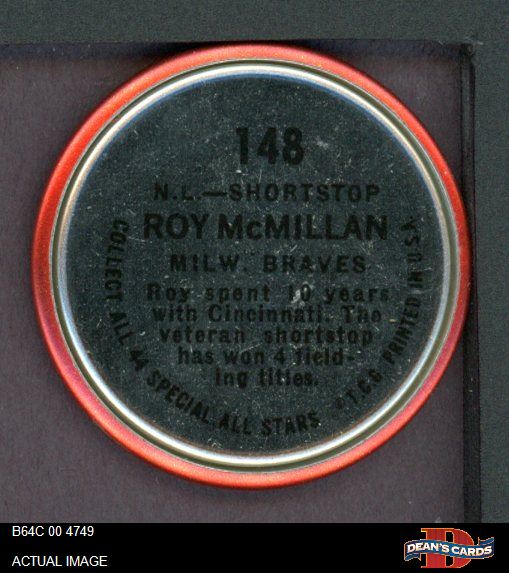 148
N.L.—SHORTSTOP
ROY McMILLAN
MILW. BRAVES
Roy spent 10 years
with Cincinnati. The
veteran shortstop
has won 4 field-
ing titles.
COLLECT ALL 44 SPECIAL ALL STARS * T.C.G. PRINTED IN U.S.A.
B64C 00 4749
ACTUAL IMAGE
D
DEAN'S CARDS